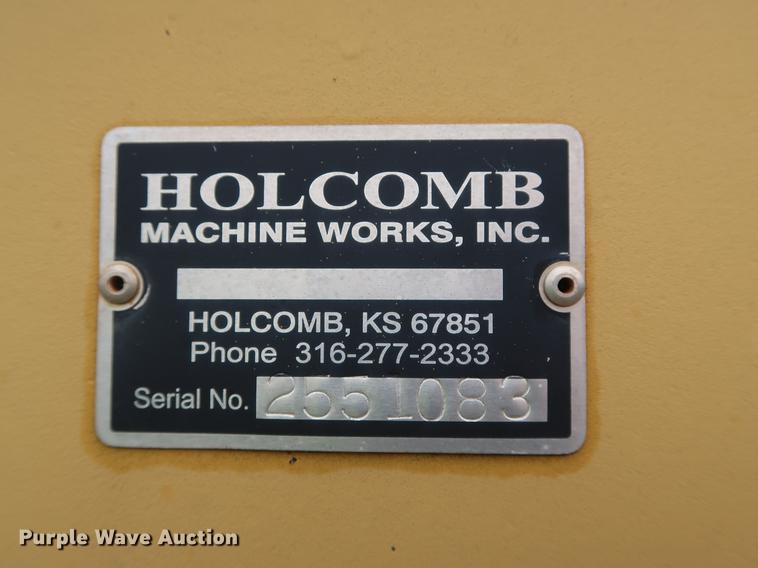 HOLCOMB
MACHINE WORKS, INC.
HOLCOMB, KS 67851
Phone 316-277-2333
Serial No. 2551083
Purple Wave Auction